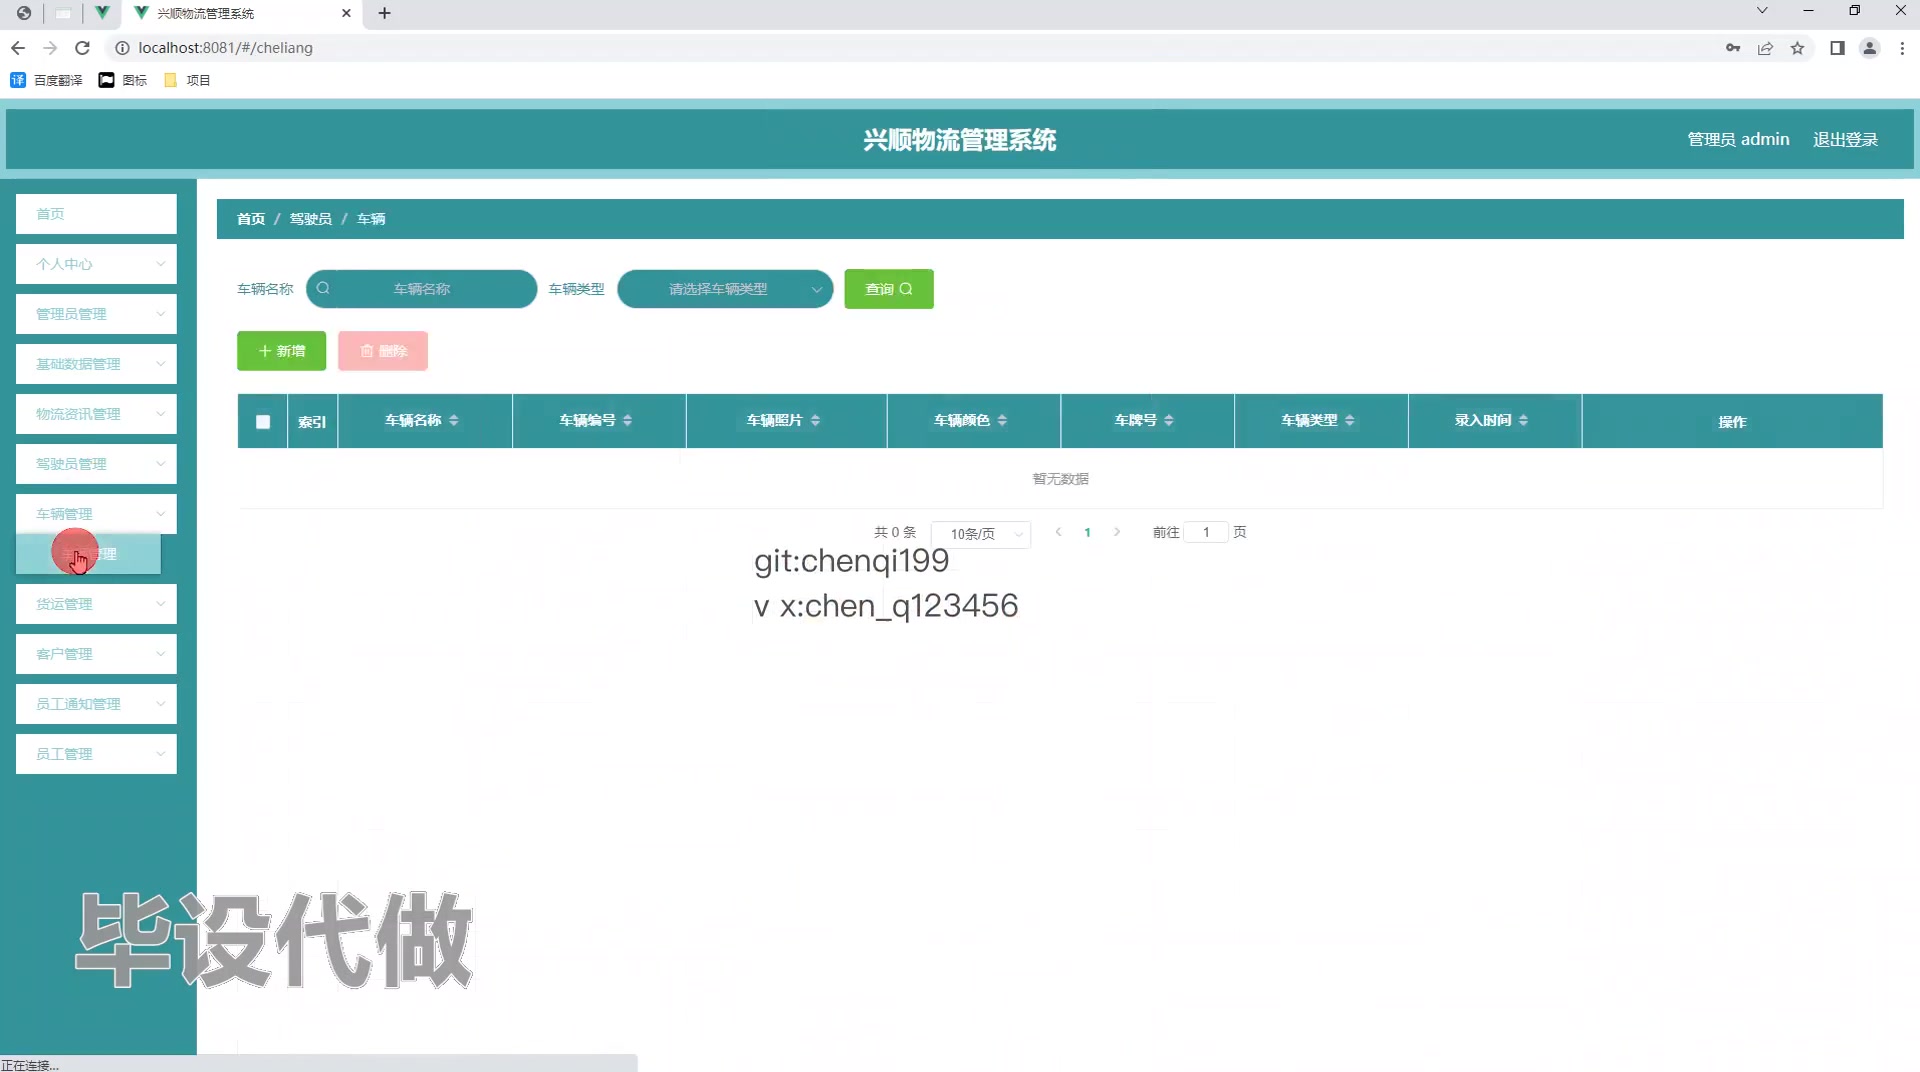 兴顺物流管理系统
localhost:8081/#/cheliang
百度翻译
图标
项目
兴顺物流管理系统
管理员 admin
退出登录
首页
个人中心
管理员管理
基础数据管理
物流资讯管理
驾驶员管理
车辆管理
管理
货运管理
客户管理
员工通知管理
员工管理
首页 / 驾驶员 / 车辆
车辆名称
车辆名称
车辆类型
请选择车辆类型
查询
新增
删除
索引
车辆名称
车辆编号
车辆照片
车辆颜色
车牌号
车辆类型
录入时间
操作
暂无数据
共 0 条
10条/页
1
前往
1
页
git:chenqi199
v x:chen_q123456
毕设代做
正在连接...